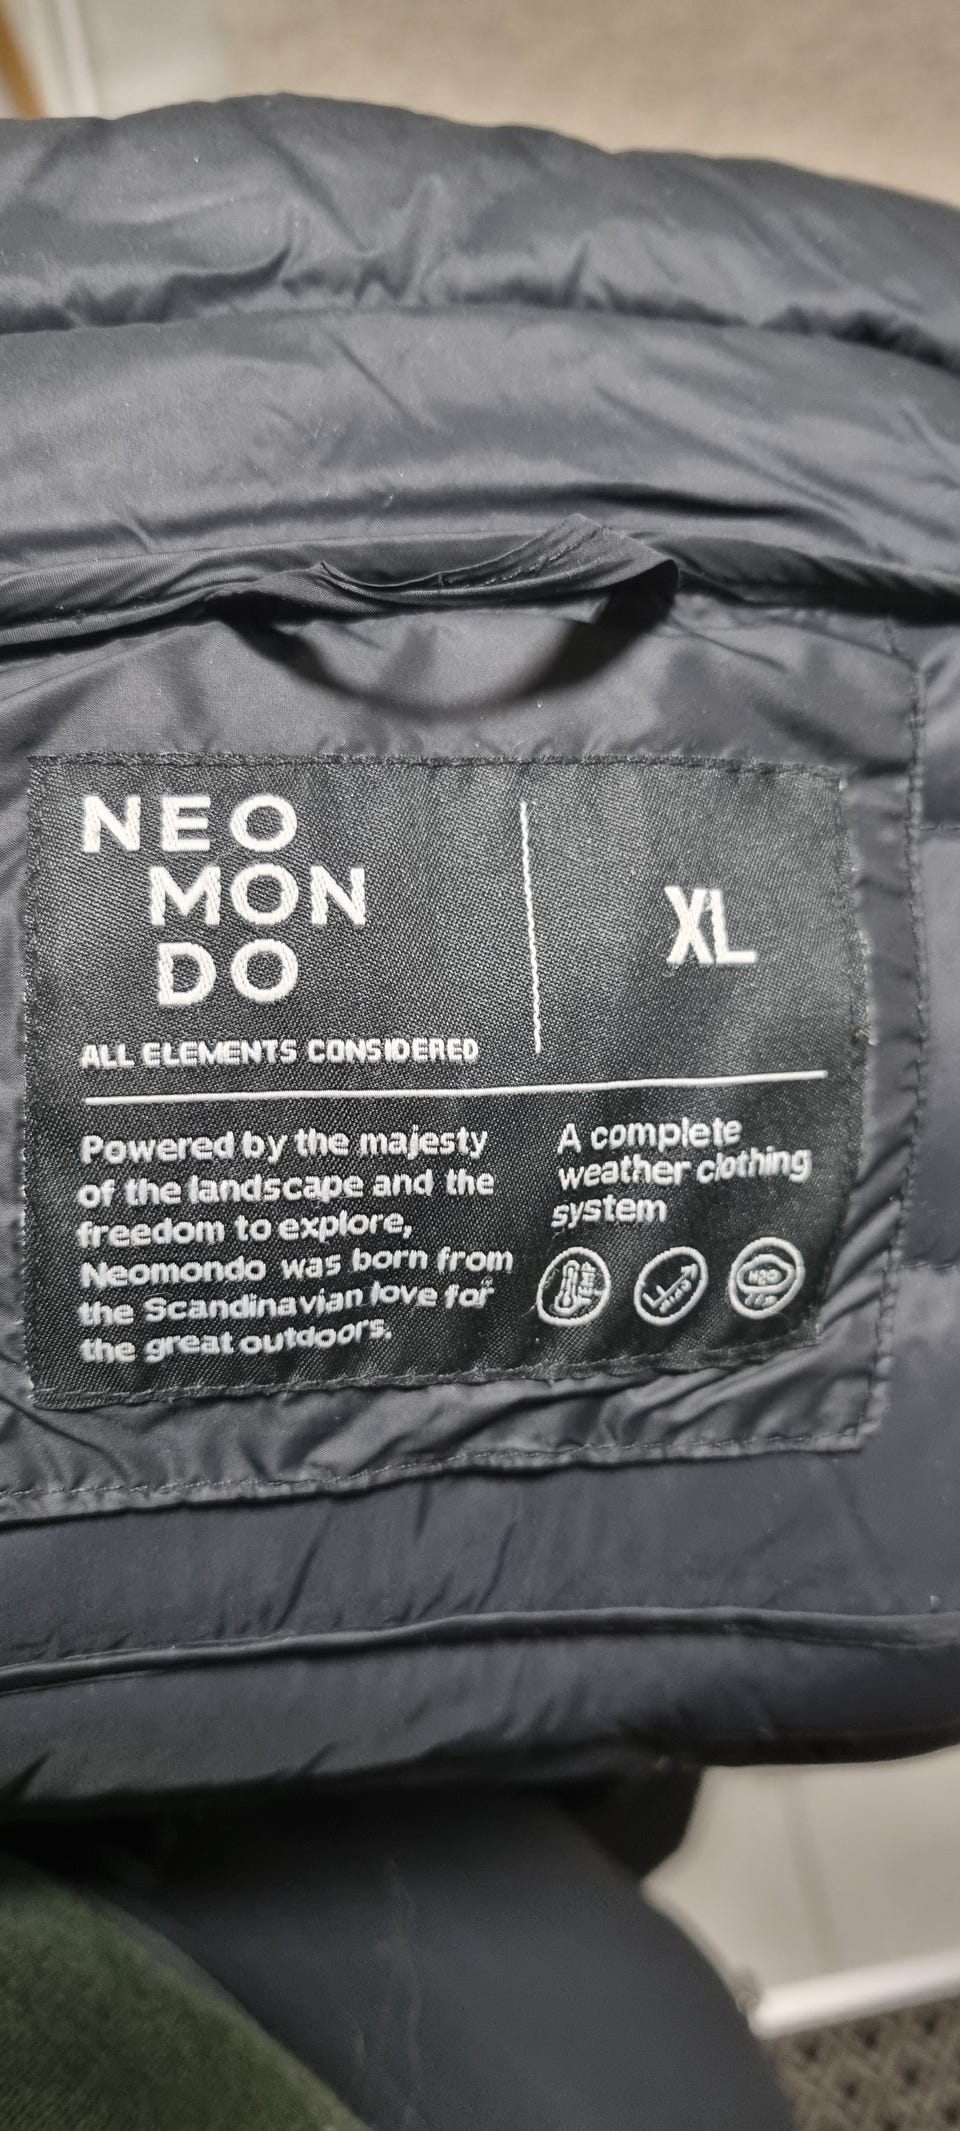 NEO
MON
DO
ALL ELEMENTS CONSIDERED
XL
Powered by the majesty
of the landscape and the
freedom to explore,
Neomondo was born from
the Scandinavian love for
the great outdoors.
A complete
weather clothing
system
H2O